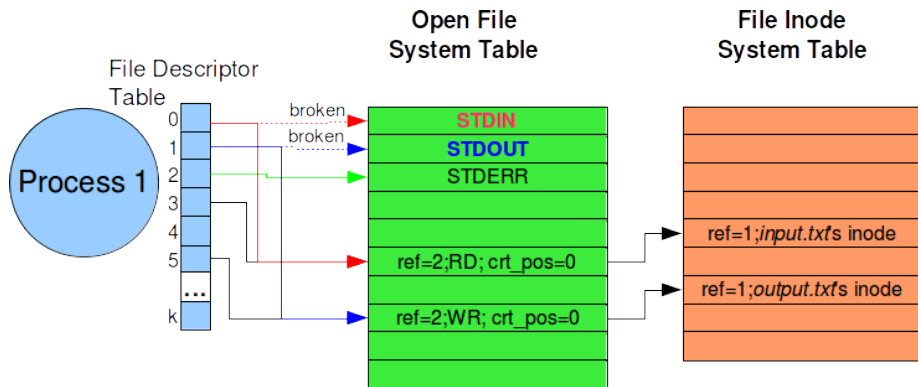 Open File
System Table
File Inode
System Table
File Descriptor
Table
0
1
2
3
4
5
...
k
Process 1
broken
broken
STDIN
STDOUT
STDERR
ref=2;RD; crt_pos=0
ref=2;WR; crt_pos=0
ref=1;input.txt's inode
ref=1;output.txt's inode